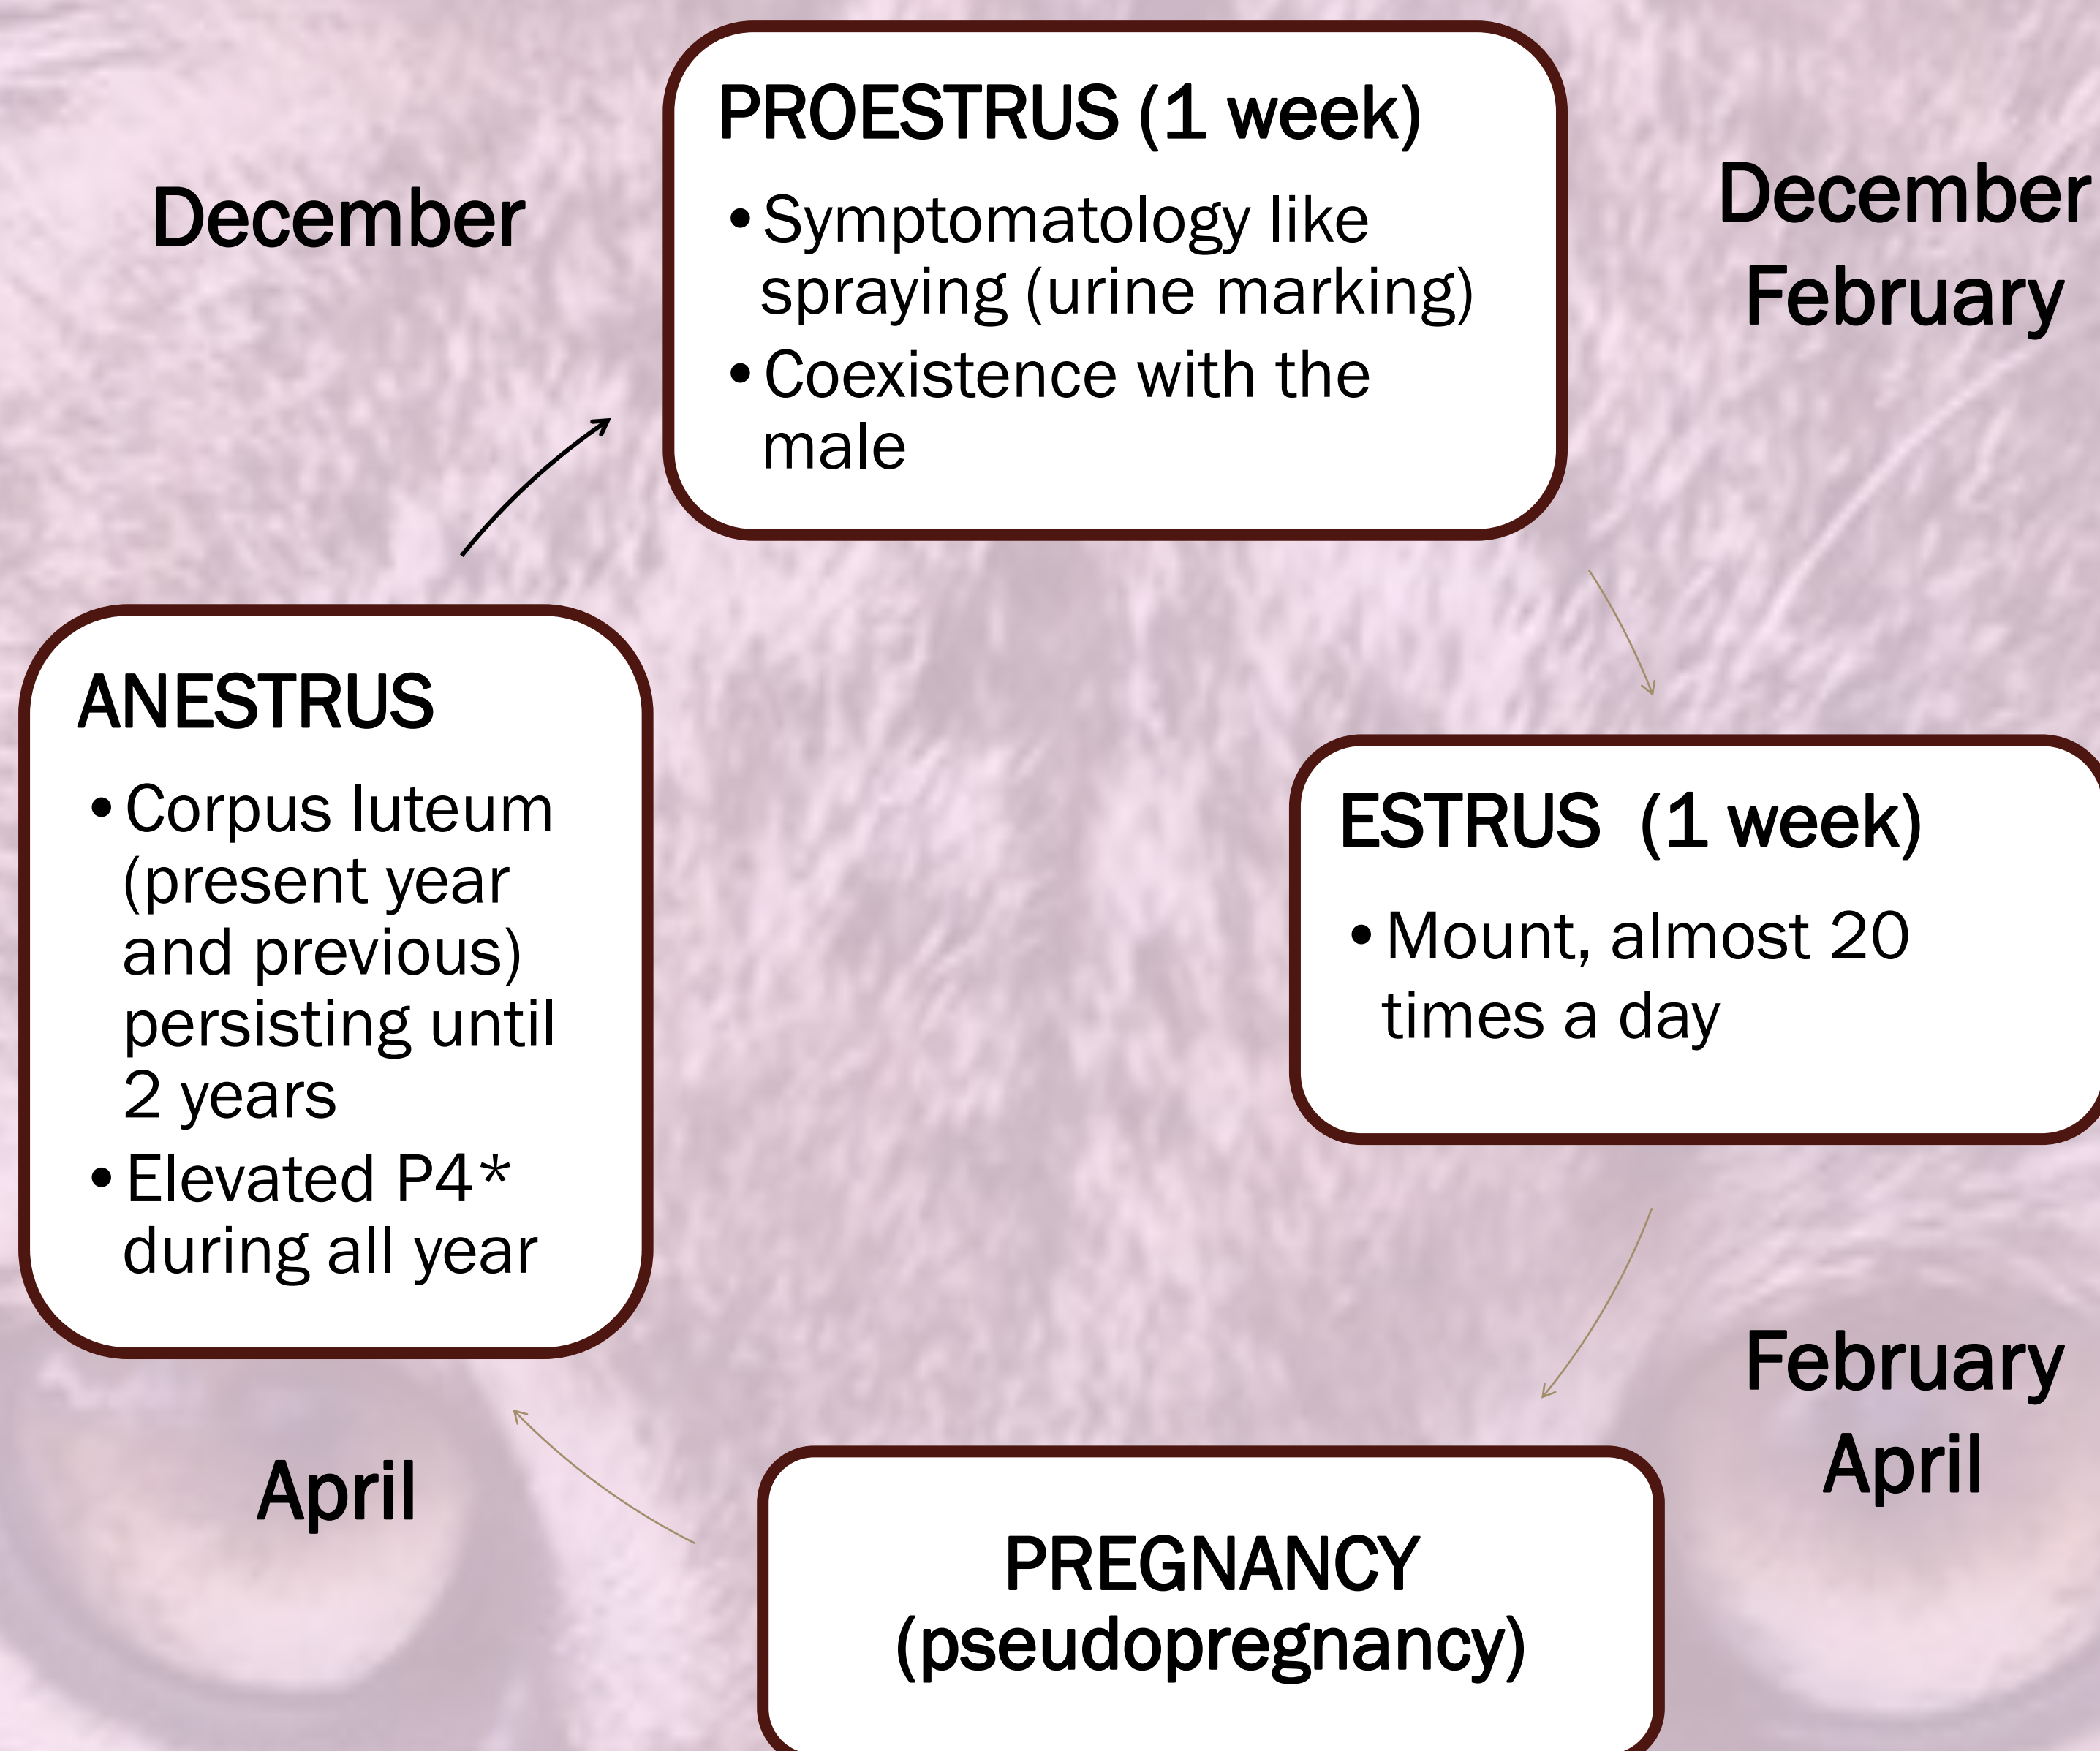 PROESTRUS (1 week)
• Symptomatology like
spraying (urine marking)
• Coexistence with the
male
December
December
February
ANESTRUS
• Corpus luteum
(present year
and previous)
persisting until
2 years
• Elevated P4*
during all year
ESTRUS (1 week)
• Mount, almost 20
times a day
February
April
April
PREGNANCY
(pseudopregnancy)